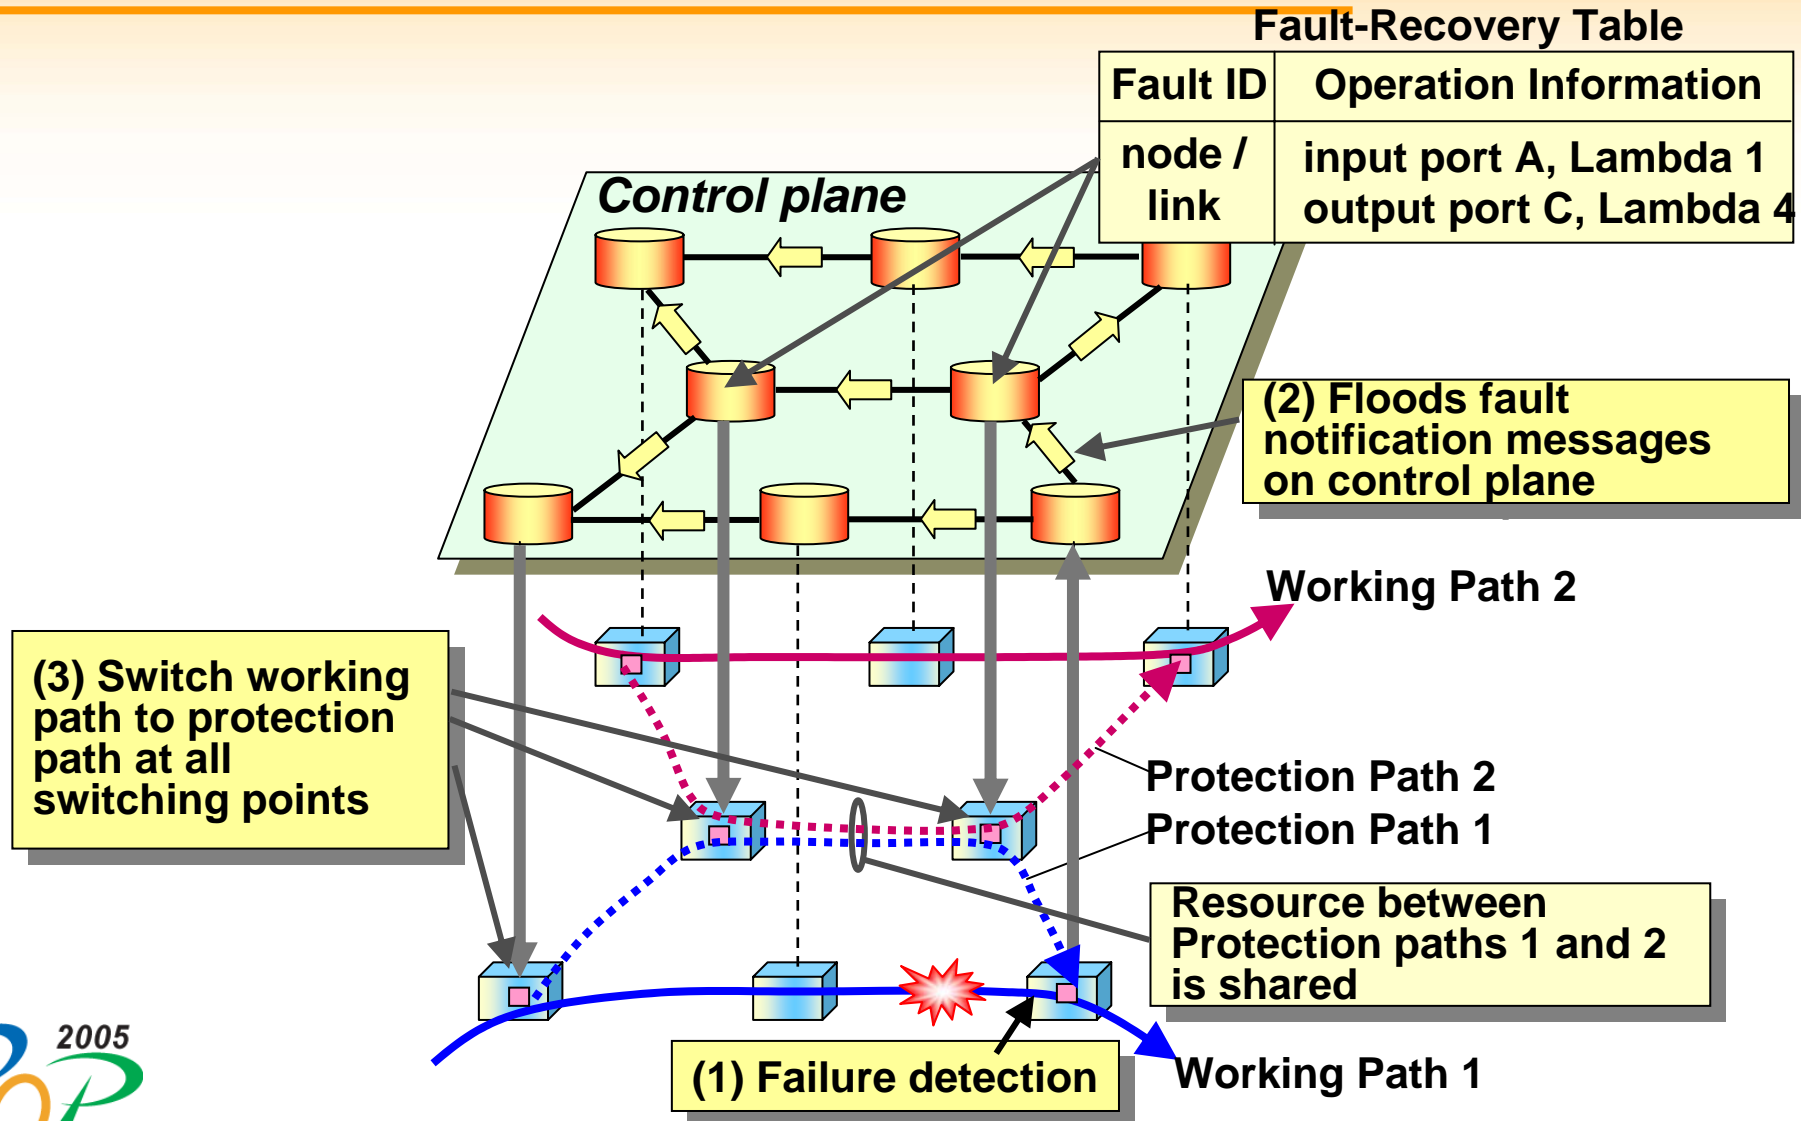 Fault-Recovery Table
Fault ID
Operation Information
node /
link
input port A, Lambda 1
output port C, Lambda 4
Control plane
(2) Floods fault
notification messages
on control plane
Working Path 2
(3) Switch working
path to protection
path at all
switching points
Protection Path 2
Protection Path 1
Resource between
Protection paths 1 and 2
is shared
2005
(1) Failure detection
Working Path 1